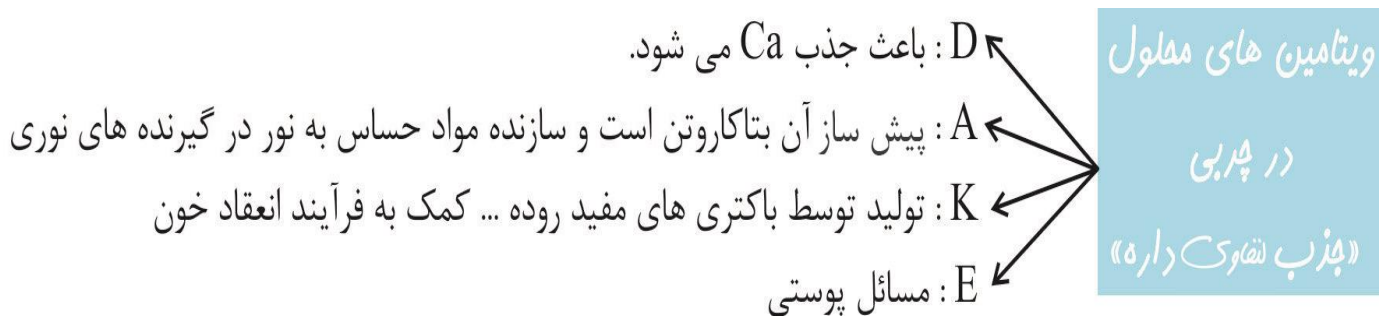 ویتامین های محلول
در چربی
«جذب لنفاوی داره»
D : باعث جذب Ca می شود.
A : پیش ساز آن بتاکاروتن است و سازنده مواد حساس به نور در گیرنده های نوری
K : تولید توسط باکتری های مفید روده ... کمک به فرآیند انعقاد خون
E : مسائل پوستی